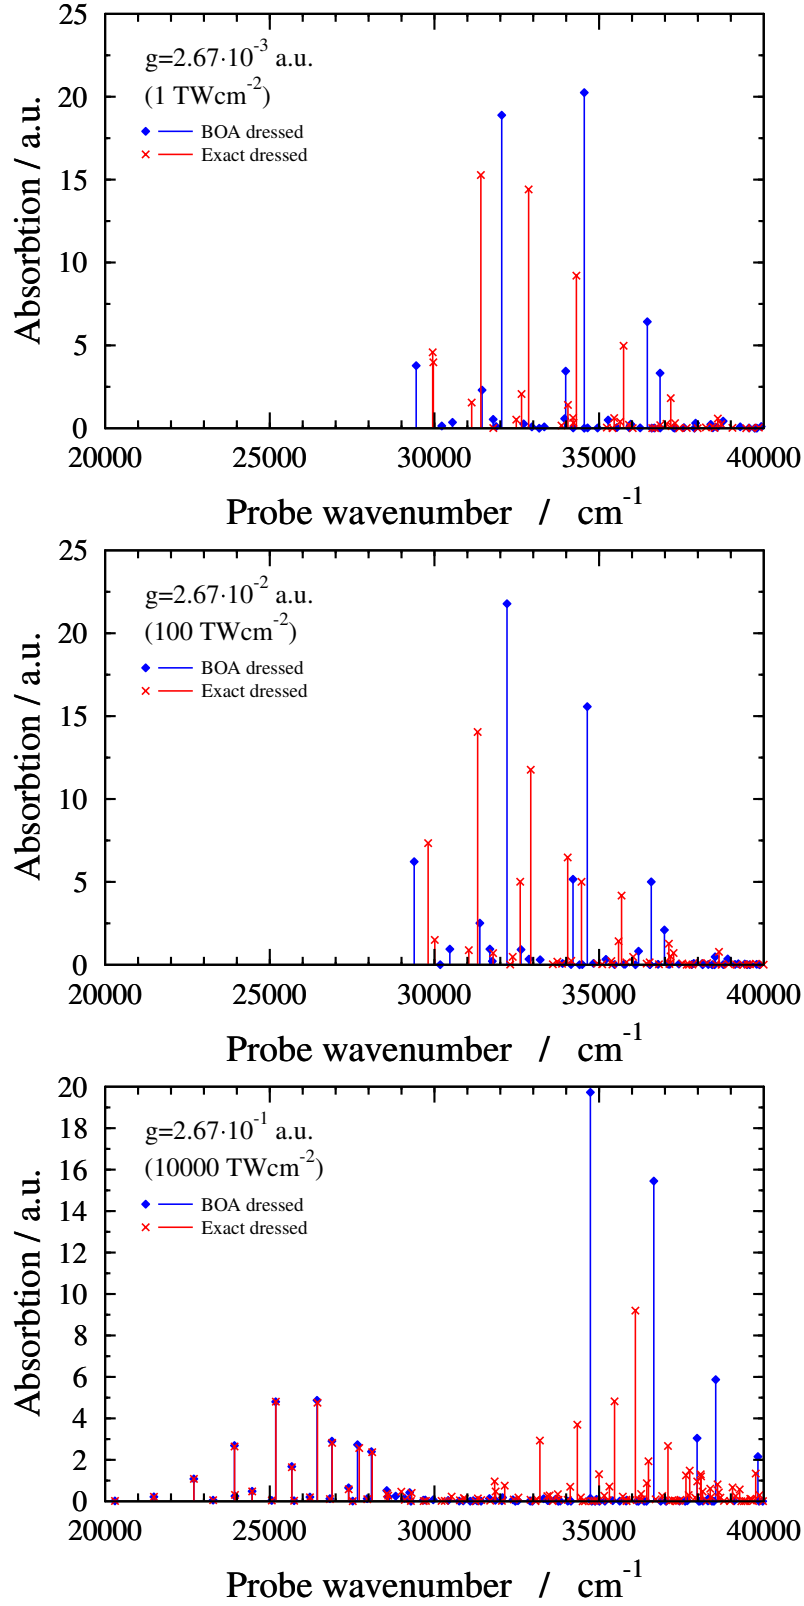 25
20
15
10
5
0
Absorbtion / a.u.
g=2.67·10⁻³ a.u.
(1 TWcm⁻²)
BOA dressed
Exact dressed
20000 25000 30000 35000 40000
Probe wavenumber / cm⁻¹
25
20
15
10
5
0
Absorbtion / a.u.
g=2.67·10⁻² a.u.
(100 TWcm⁻²)
BOA dressed
Exact dressed
20000 25000 30000 35000 40000
Probe wavenumber / cm⁻¹
20
18
16
14
12
10
8
6
4
2
0
Absorbtion / a.u.
g=2.67·10⁻¹ a.u.
(10000 TWcm⁻²)
BOA dressed
Exact dressed
20000 25000 30000 35000 40000
Probe wavenumber / cm⁻¹